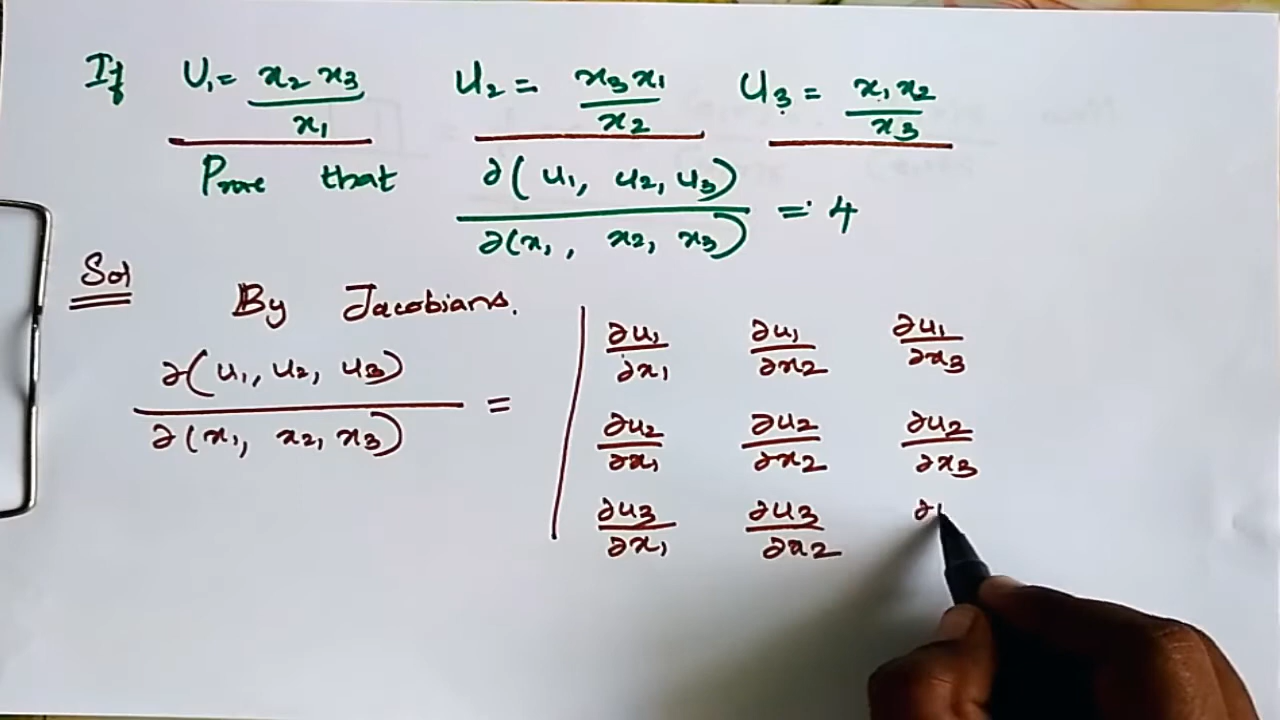 If U₁ = x₂x₃/x₁ U₂ = x₃x₁/x₂ U₃ = x₁x₂/x₃
Prove that ∂(u₁, u₂, u₃)/∂(x₁, x₂, x₃) = 4
Sol
By Jacobians.
∂(u₁, u₂, u₃)/∂(x₁, x₂, x₃) =
| ∂u₁/∂x₁ ∂u₁/∂x₂ ∂u₁/∂x₃
∂u₂/∂x₁ ∂u₂/∂x₂ ∂u₂/∂x₃
∂u₃/∂x₁ ∂u₃/∂x₂ ∂